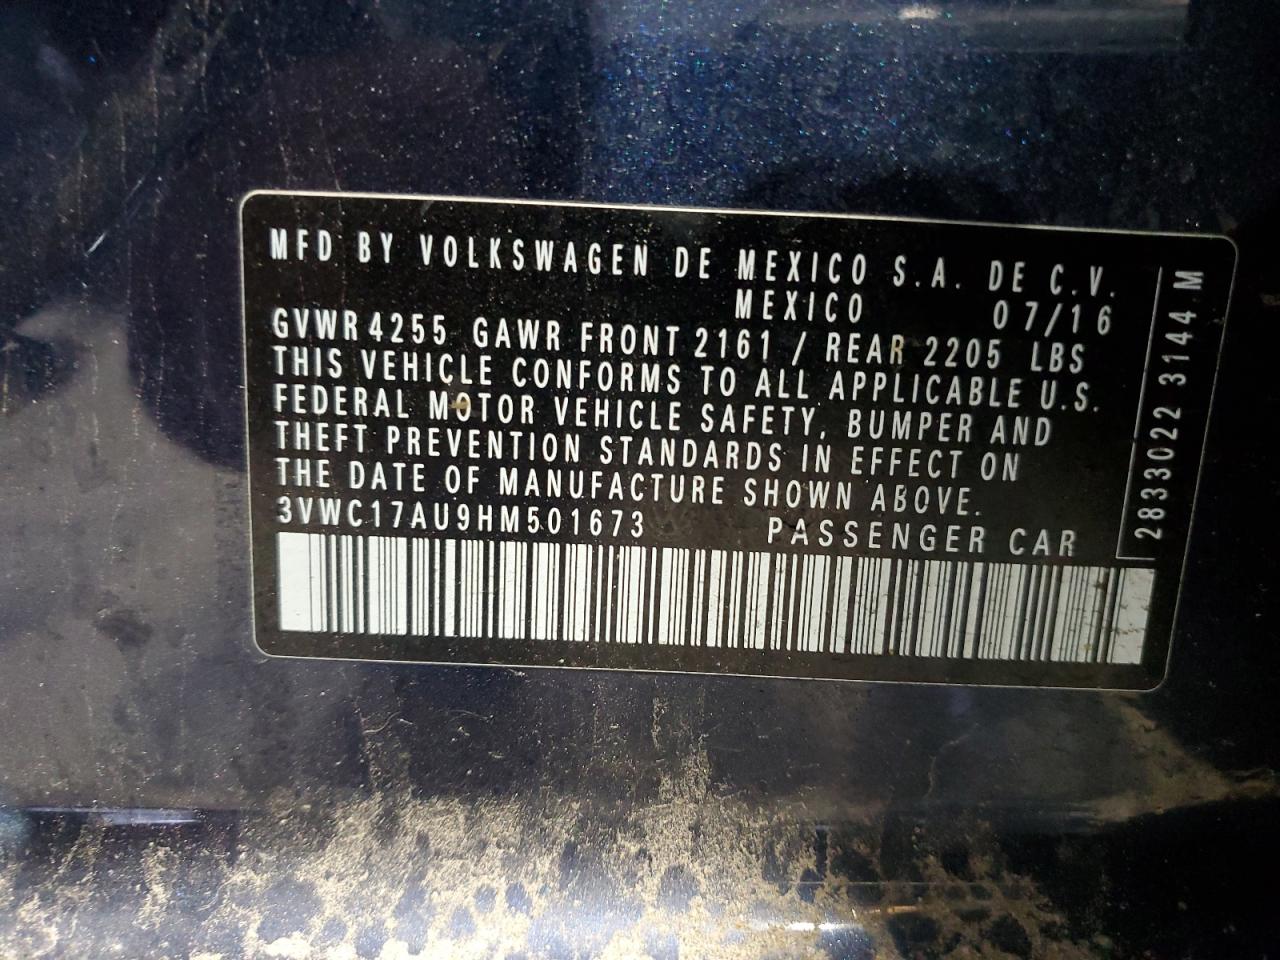 MFD BY VOLKSWAGEN DE MEXICO S.A. DE C.V.
MEXICO 07/16
GVWR 4255 GAWR FRONT 2161 / REAR 2205 LBS
THIS VEHICLE CONFORMS TO ALL APPLICABLE U.S.
FEDERAL MOTOR VEHICLE SAFETY, BUMPER AND
THEFT PREVENTION STANDARDS IN EFFECT ON
THE DATE OF MANUFACTURE SHOWN ABOVE.
3VWC17AU9HM501673 PASSENGER CAR
2833022 3144 M